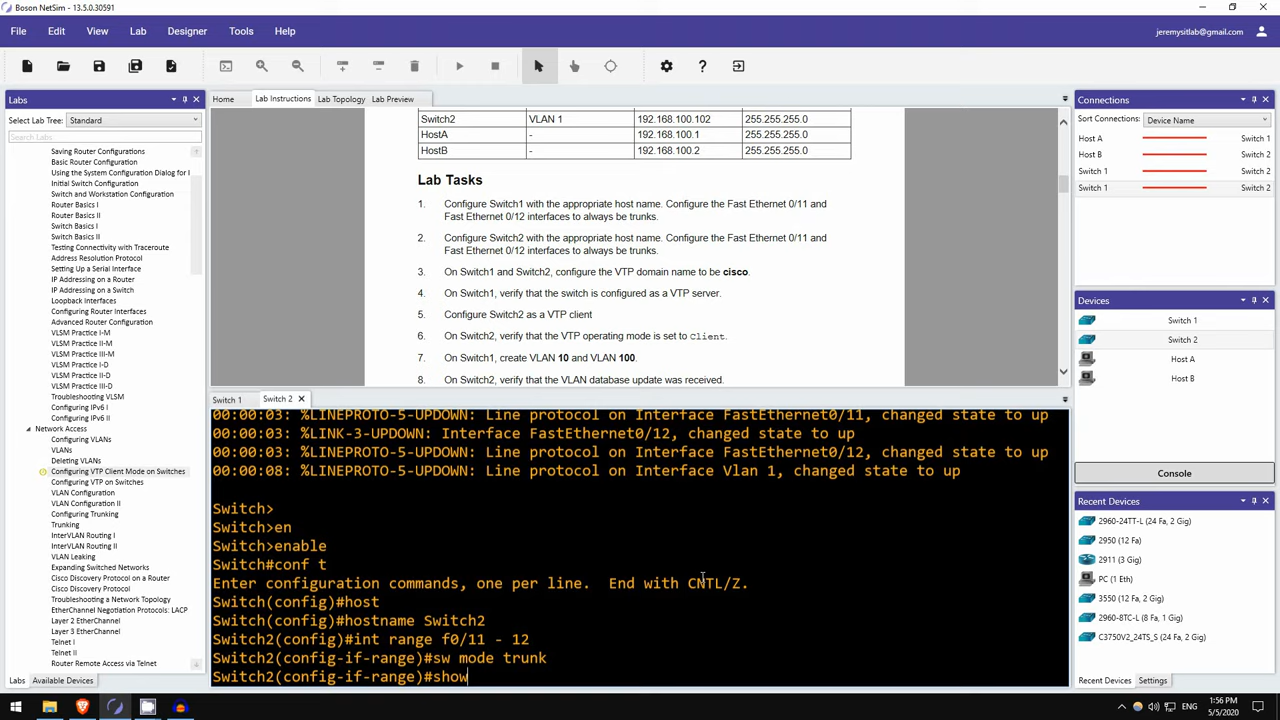 Boson NetSim - 13.5.0.30591
File Edit View Lab Designer Tools Help
jeremysitlab@gmail.com
Labs
Select Lab Tree: Standard
Search Labs
Saving Router Configurations
Basic Router Configuration
Using the System Configuration Dialog for I
Initial Switch Configuration
Switch and Workstation Configuration
Router Basics I
Router Basics II
Switch Basics I
Switch Basics II
Testing Connectivity with Traceroute
Address Resolution Protocol
Setting Up a Serial Interface
IP Addressing on a Router
IP Addressing on a Switch
Loopback Interfaces
Configuring Router Interfaces
Advanced Router Configuration
VLSM Practice I-M
VLSM Practice II-M
VLSM Practice III-M
VLSM Practice I-D
VLSM Practice II-D
VLSM Practice III-D
Troubleshooting VLSM
Configuring IPv6 I
Configuring IPv6 II
Network Access
Configuring VLANs
VLANs
Deleting VLANs
Configuring VTP Client Mode on Switches
Configuring VTP on Switches
VLAN Configuration
VLAN Configuration II
Configuring Trunking
Trunking
InterVLAN Routing I
InterVLAN Routing II
VLAN Leaking
Expanding Switched Networks
Cisco Discovery Protocol
Troubleshooting a Network Topology
EtherChannel Negotiation Protocols: LACP
Layer 2 EtherChannel
Layer 3 EtherChannel
Telnet I
Telnet II
Router Remote Access via Telnet
Labs Available Devices
Home Lab Instructions Lab Topology Lab Preview
Switch2 VLAN 1 192.168.100.102 255.255.255.0
HostA - 192.168.100.1 255.255.255.0
HostB - 192.168.100.2 255.255.255.0
Lab Tasks
1. Configure Switch1 with the appropriate host name. Configure the Fast Ethernet 0/11 and
Fast Ethernet 0/12 interfaces to always be trunks.
2. Configure Switch2 with the appropriate host name. Configure the Fast Ethernet 0/11 and
Fast Ethernet 0/12 interfaces to always be trunks.
3. On Switch1 and Switch2, configure the VTP domain name to be cisco.
4. On Switch1, verify that the switch is configured as a VTP server.
5. Configure Switch2 as a VTP client
6. On Switch2, verify that the VTP operating mode is set to Client.
7. On Switch1, create VLAN 10 and VLAN 100.
8. On Switch2, verify that the VLAN database update was received.
Switch 1 Switch 2
00:00:03: %LINEPROTO-5-UPDOWN: Line protocol on Interface FastEthernet0/11, changed state to up
00:00:03: %LINK-3-UPDOWN: Interface FastEthernet0/12, changed state to up
00:00:03: %LINEPROTO-5-UPDOWN: Line protocol on Interface FastEthernet0/12, changed state to up
00:00:08: %LINEPROTO-5-UPDOWN: Line protocol on Interface Vlan 1, changed state to up
Switch>
Switch>en
Switch>enable
Switch#conf t
Enter configuration commands, one per line. End with CNTL/Z.
Switch(config)#host
Switch(config)#hostname Switch2
Switch2(config)#int range f0/11 - 12
Switch2(config-if-range)#sw mode trunk
Switch2(config-if-range)#show
Connections
Sort Connections: Device Name
Host A Switch 1
Host B Switch 2
Switch 1 Switch 2
Switch 1 Switch 2
Devices
Switch 1
Switch 2
Host A
Host B
Console
Recent Devices
2960-24TT-L (24 Fa, 2 Gig)
2950 (12 Fa)
2911 (3 Gig)
PC (1 Eth)
3550 (12 Fa, 2 Gig)
2960-8TC-L (8 Fa, 1 Gig)
C3750V2_24TS_S (24 Fa, 2 Gig)
Recent Devices Settings
ENG
1:56 PM
5/5/2020